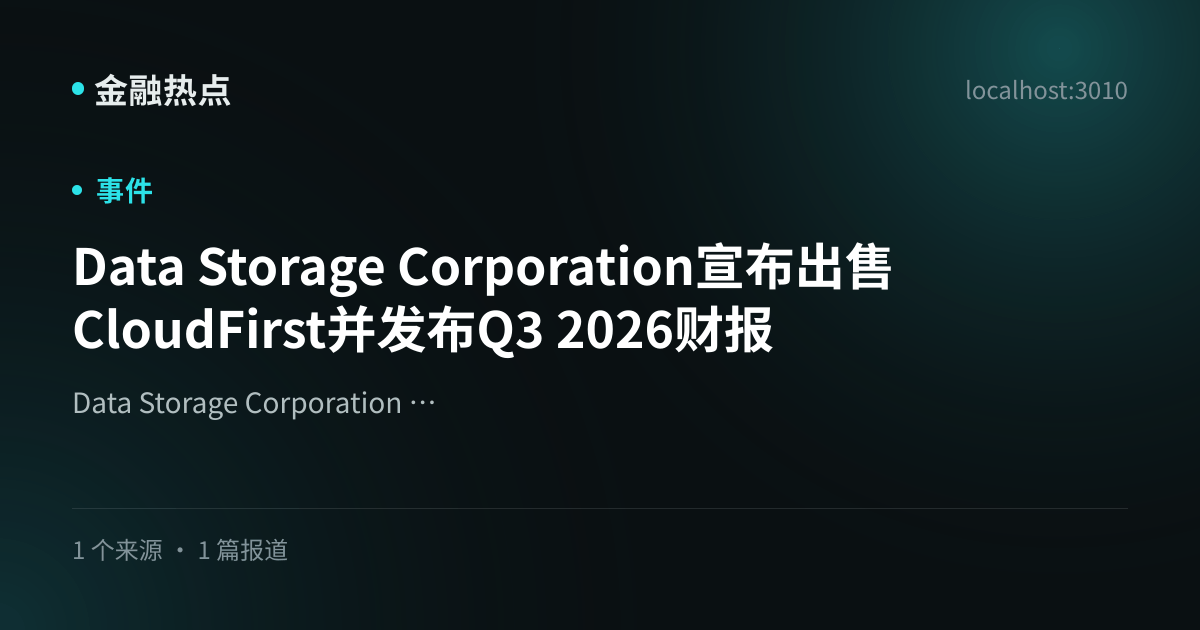 金融热点
localhost:3010
事件
Data Storage Corporation宣布出售
CloudFirst并发布Q3 2026财报
Data Storage Corporation ···
1 个来源 · 1 篇报道